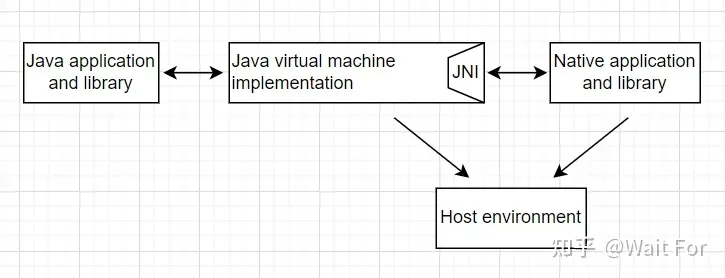 Java application
and library
Java virtual machine
implementation
JNI
Native application
and library
Host environment
知乎 @Wait For